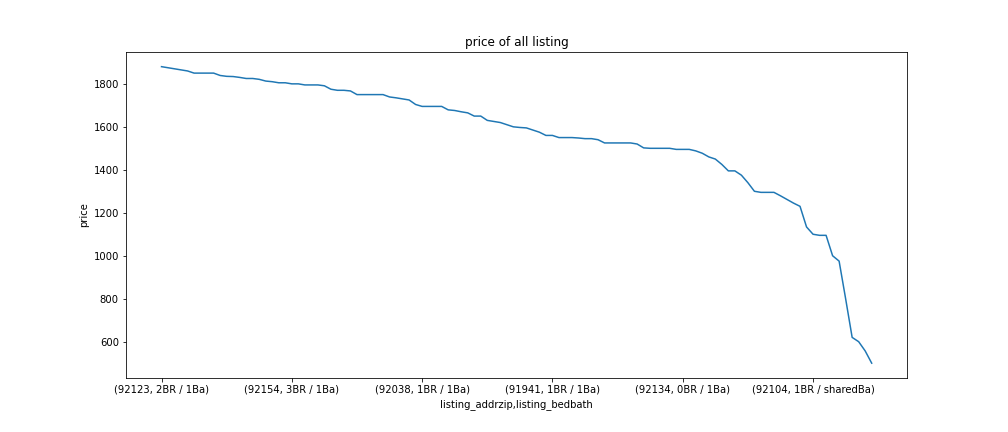 price of all listing
price
1800
1600
1400
1200
1000
800
600
(92123, 2BR / 1Ba) (92154, 3BR / 1Ba) (92038, 1BR / 1Ba) (91941, 1BR / 1Ba) (92134, 0BR / 1Ba) (92104, 1BR / sharedBa)
listing_addrzip,listing_bedbath